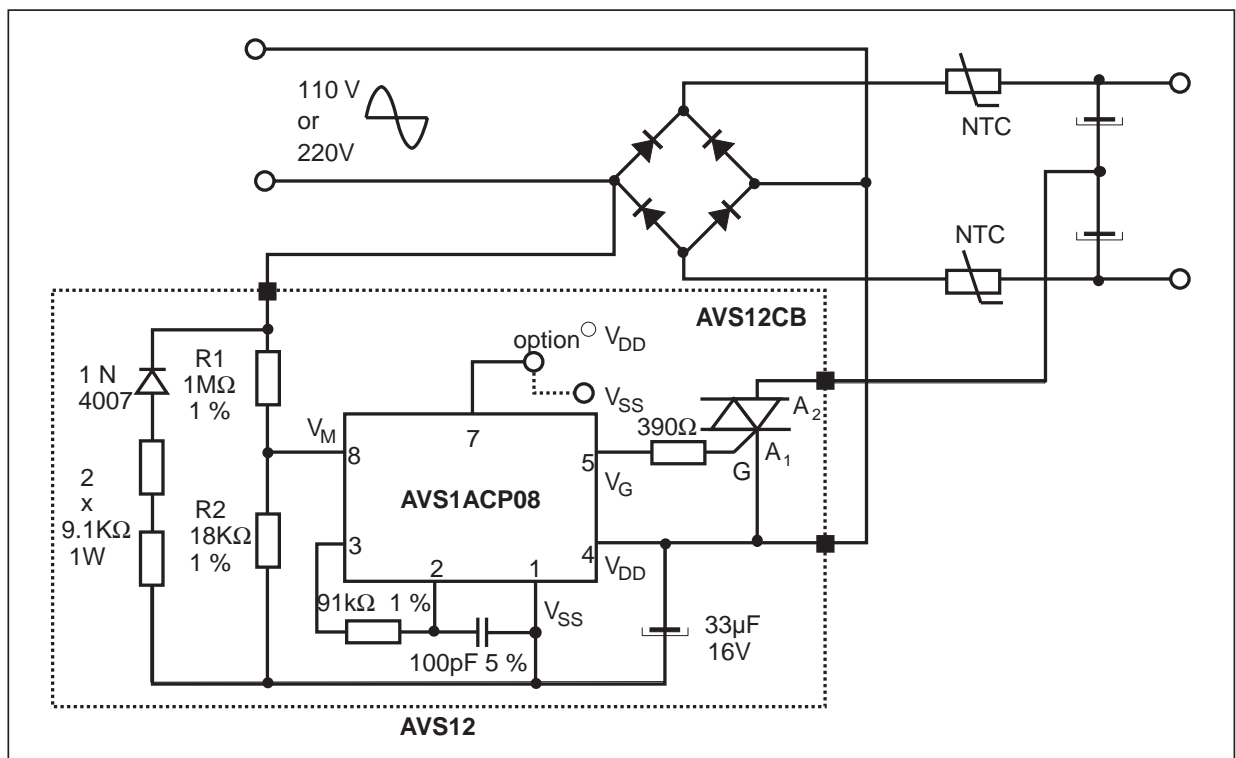 110 V
or
220V
NTC
NTC
AVS12CB
option
V_DD
V_SS
1 N
4007
R1
1MΩ
1 %
V_M
8
7
5
390Ω
V_G
G
A_2
A_1
AVS1ACP08
2
x
9.1KΩ
1W
R2
18KΩ
1 %
3
2
1
4
V_DD
91kΩ 1 %
V_SS
100pF 5 %
33µF
16V
AVS12